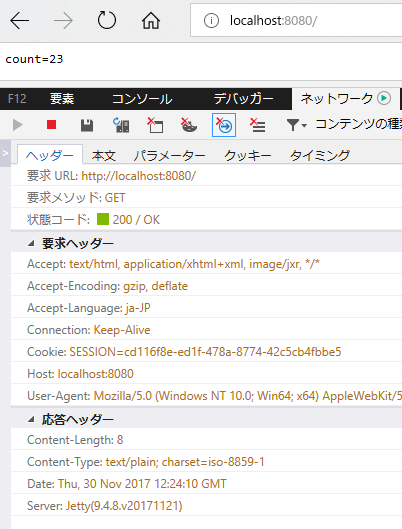 localhost:8080/
count=23
F12 要素 コンソール デバッガー ネットワーク
コンテンツの種
ヘッダー 本文 パラメーター クッキー タイミング
要求 URL: http://localhost:8080/
要求メソッド: GET
状態コード: 200 / OK
要求ヘッダー
Accept: text/html, application/xhtml+xml, image/jxr, */*
Accept-Encoding: gzip, deflate
Accept-Language: ja-JP
Connection: Keep-Alive
Cookie: SESSION=cd116f8e-ed1f-478a-8774-42c5cb4fbbe5
Host: localhost:8080
User-Agent: Mozilla/5.0 (Windows NT 10.0; Win64; x64) AppleWebKit/5
応答ヘッダー
Content-Length: 8
Content-Type: text/plain; charset=iso-8859-1
Date: Thu, 30 Nov 2017 12:24:10 GMT
Server: Jetty(9.4.8.v20171121)